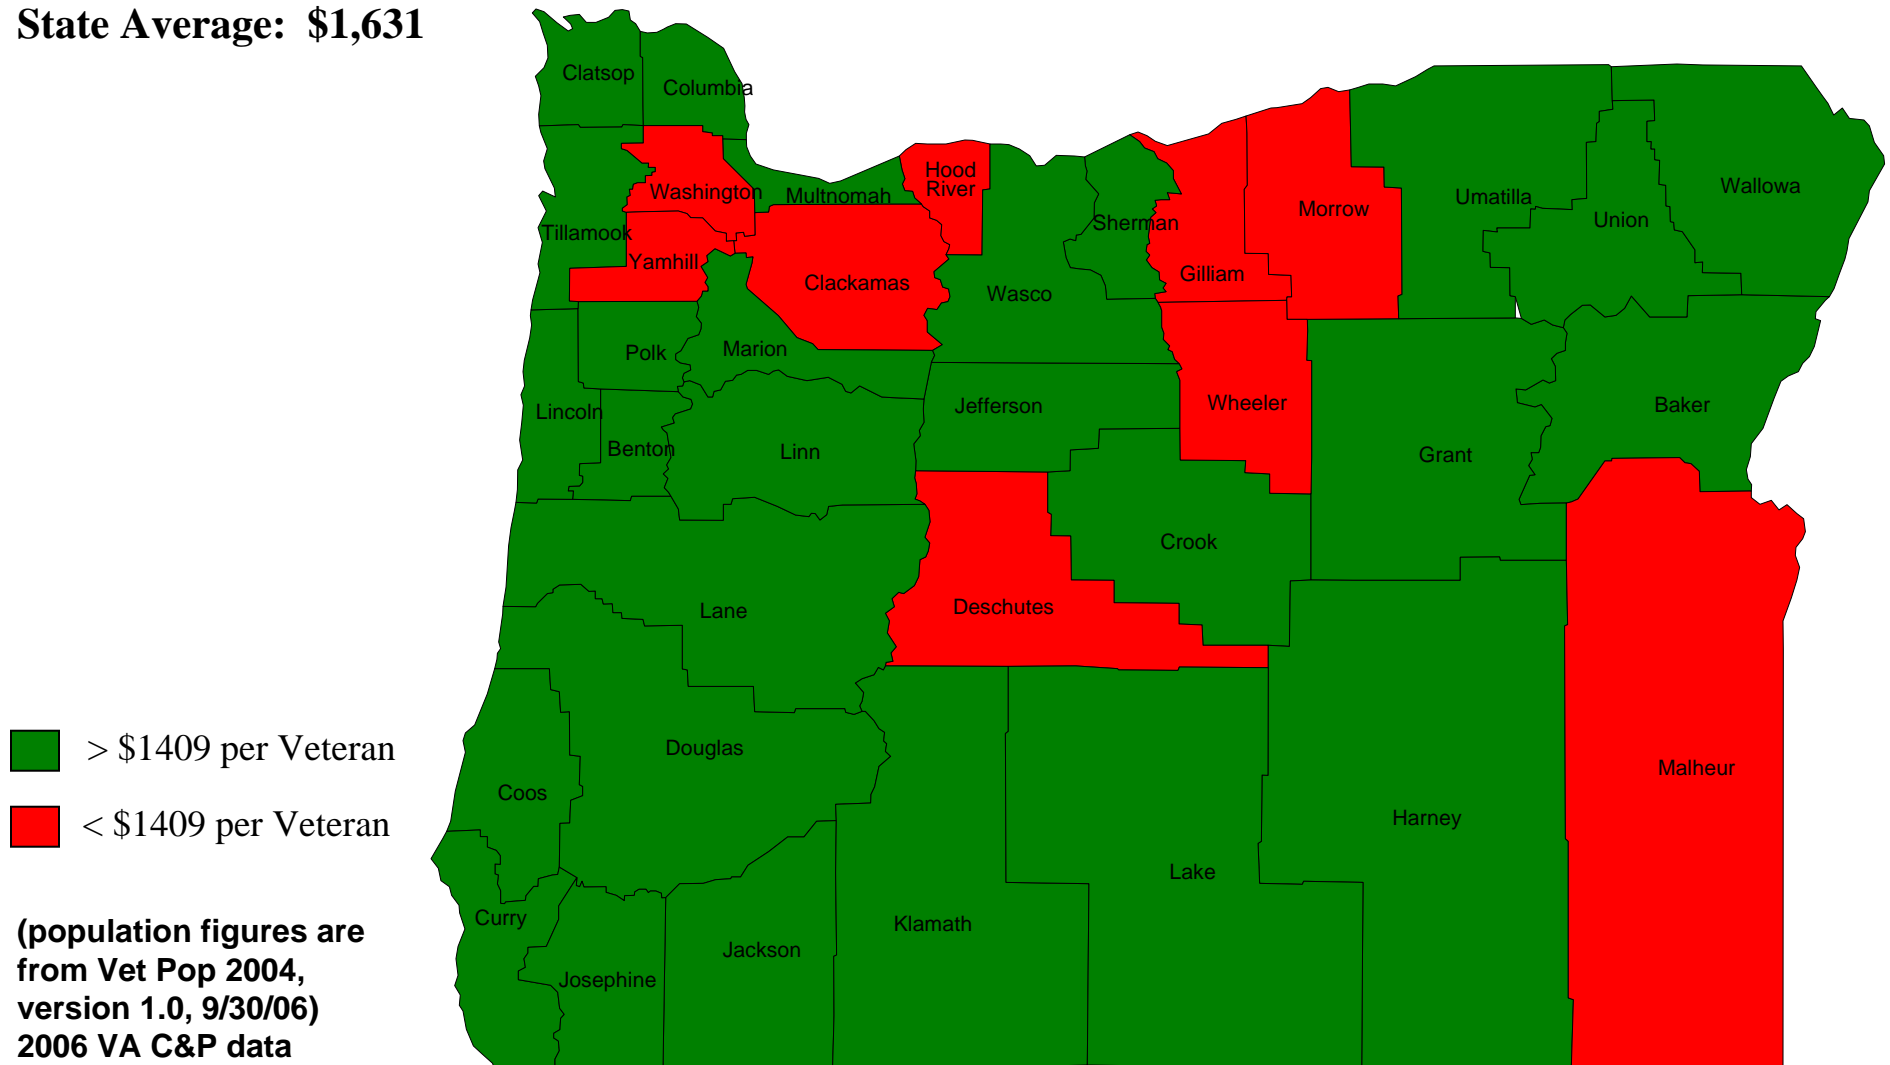 State Average: $1,631
Clatsop
Columbia
Hood
River
Washington
Multnomah
Wallowa
Umatilla
Morrow
Union
Sherman
Tillamook
Yamhill
Gilliam
Clackamas
Wasco
Polk
Marion
Jefferson
Wheeler
Baker
Lincoln
Benton
Linn
Grant
Crook
Deschutes
Lane
> $1409 per Veteran
Douglas
Malheur
Coos
< $1409 per Veteran
Harney
Lake
Curry
Klamath
Jackson
Josephine
(population figures are
from Vet Pop 2004,
version 1.0, 9/30/06)
2006 VA C&P data